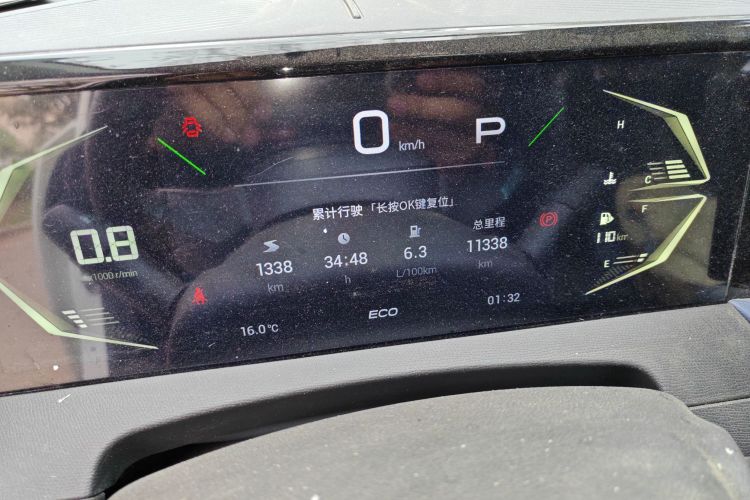 0 km/h P
H
累计行驶「长按OK键复位」
C
F
0.8
x1000 r/min
1338
km
34:48
h
6.3
L/100km
总里程
11338
km
km
E
16.0℃
ECO
01:32